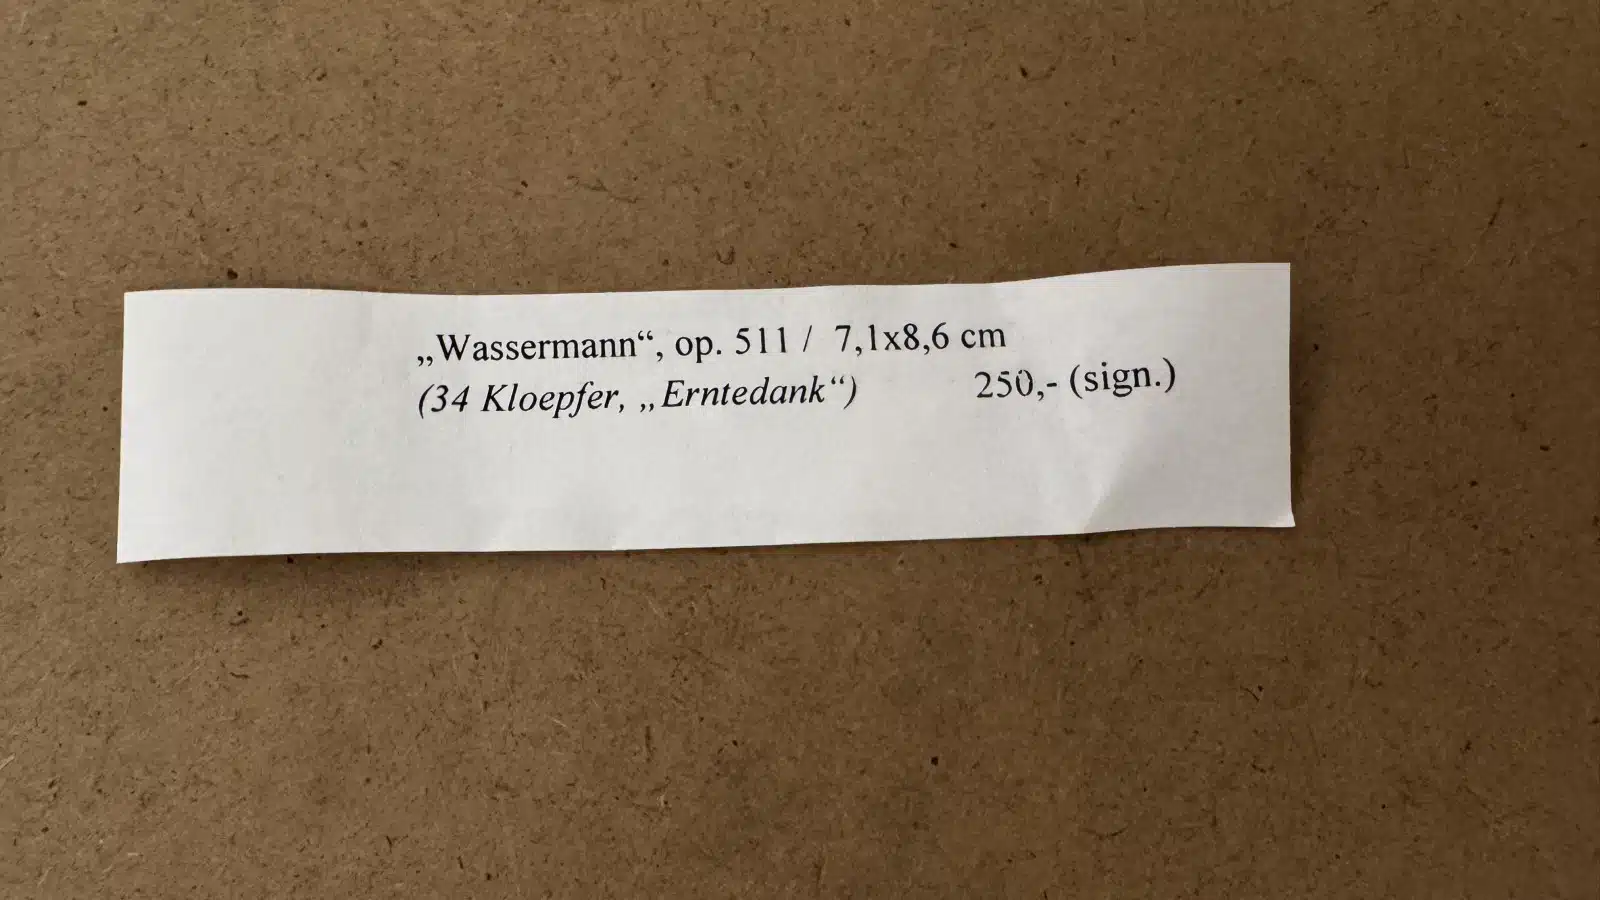 „Wassermann“, op. 511 / 7,1x8,6 cm
(34 Kloepfer, „Erntedank“) 250,- (sign.)